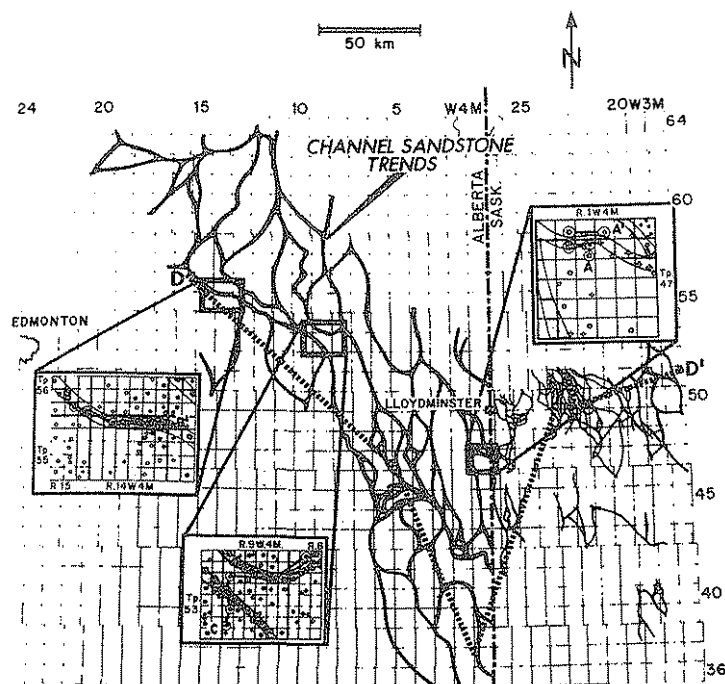 50 km
N
24 20 15 10 5 W4M 25 20W3M
64
CHANNEL SANDSTONE
TRENDS
ALBERTA
SASK.
60
R.1W4M
A'
A
Tp.
47
55
D
EDMONTON
D'
LLOYDMINSTER
50
Tp.
56
Tp.
55
R 15 R.14W4M
45
R.9W4M R.8
Tp.
53
C
40
36